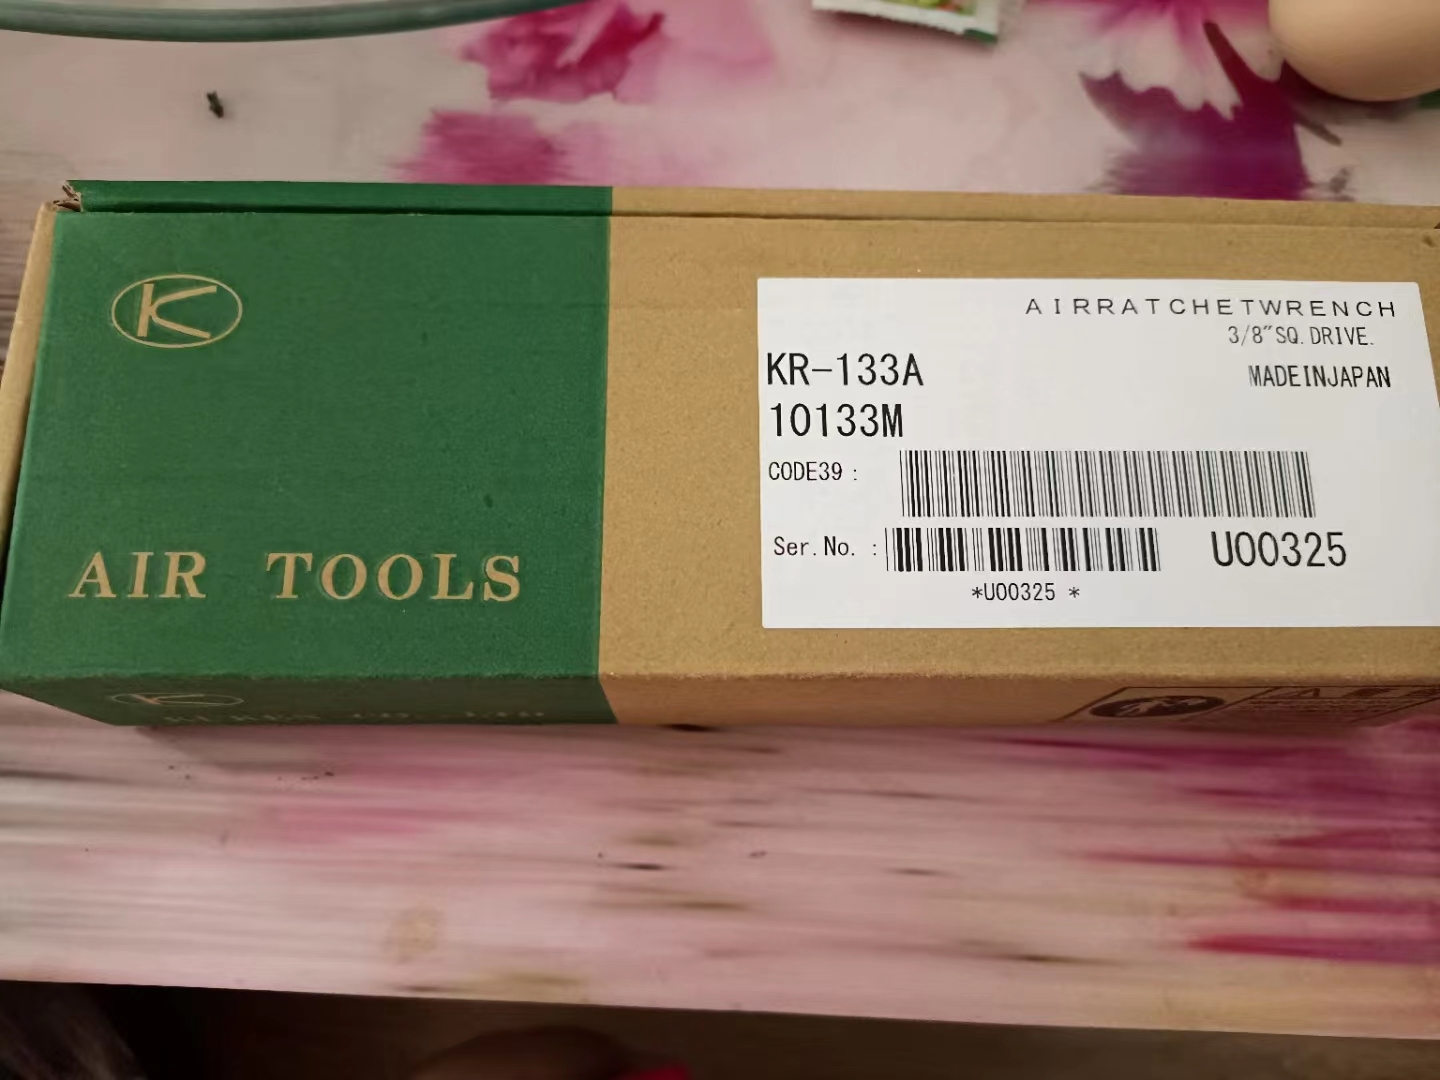 K
AIR TOOLS
AIRRATCHETWRENCH
3/8"SQ.DRIVE.
KR-133A
MADEINJAPAN
10133M
CODE39 :
Ser.No. :
U00325
*U00325 *
K